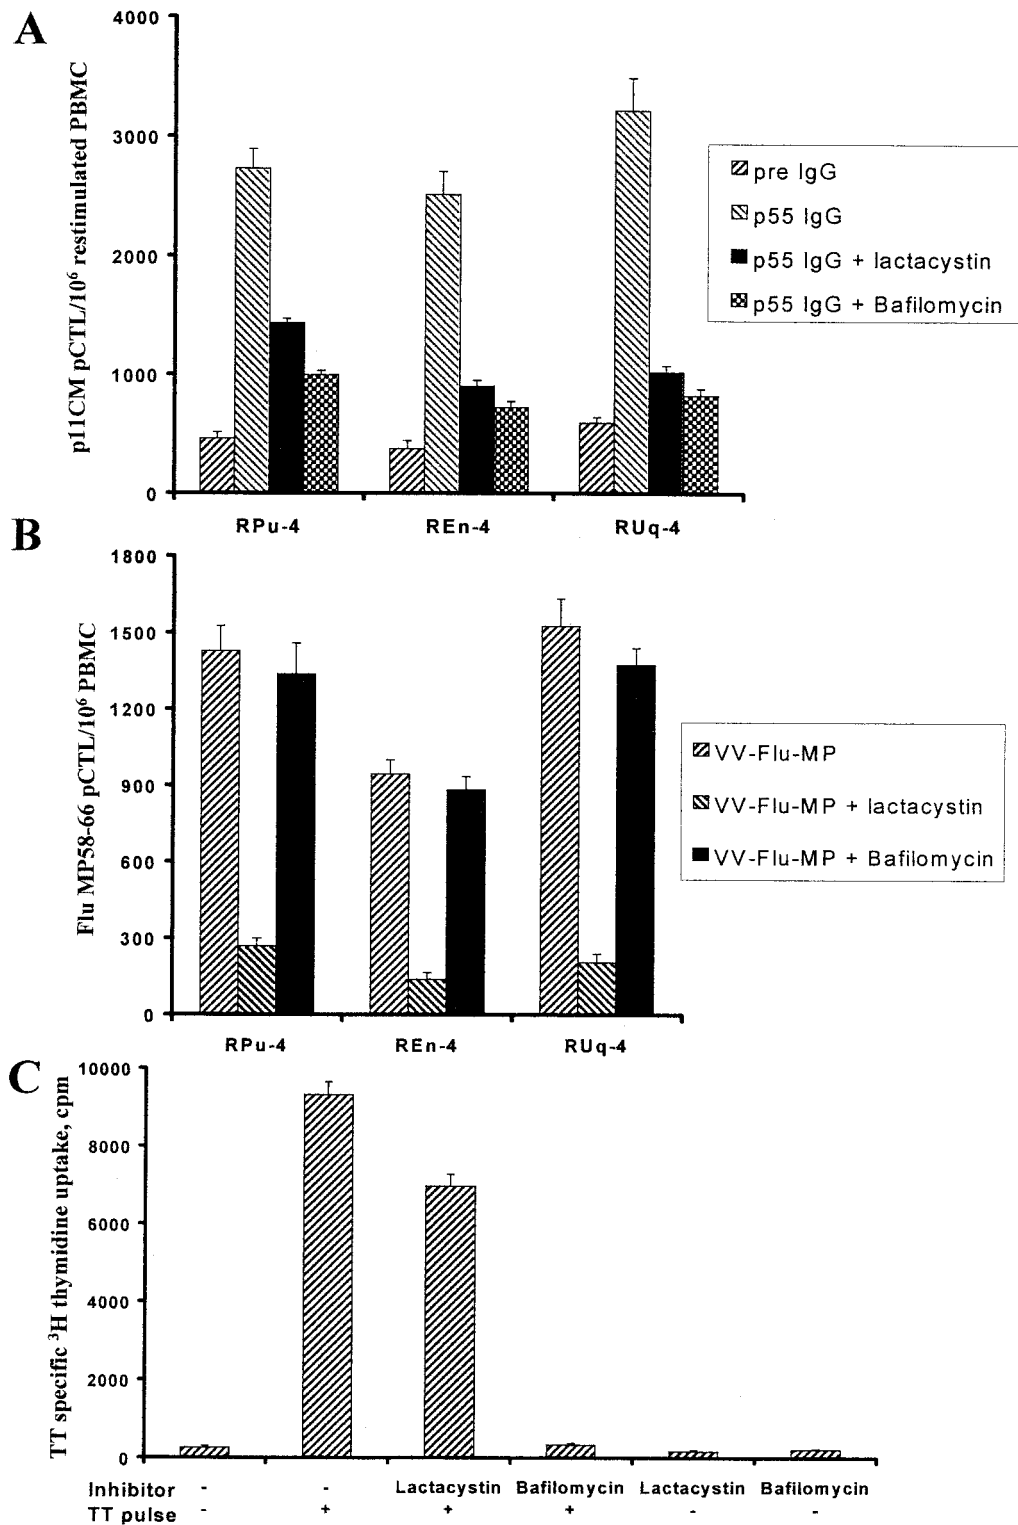 A
p11CM pCTL/10⁶ restimulated PBMC
4000
3000
2000
1000
0
RPu-4 REn-4 RUq-4
pre IgG
p55 IgG
p55 IgG + lactacystin
p55 IgG + Bafilomycin
B
Flu MP58-66 pCTL/10⁶ PBMC
1800
1500
1200
900
600
300
0
RPu-4 REn-4 RUq-4
VV-Flu-MP
VV-Flu-MP + lactacystin
VV-Flu-MP + Bafilomycin
C
TT specific ³H thymidine uptake, cpm
10000
8000
6000
4000
2000
0
Inhibitor - - Lactacystin Bafilomycin Lactacystin Bafilomycin
TT pulse - + + + - -